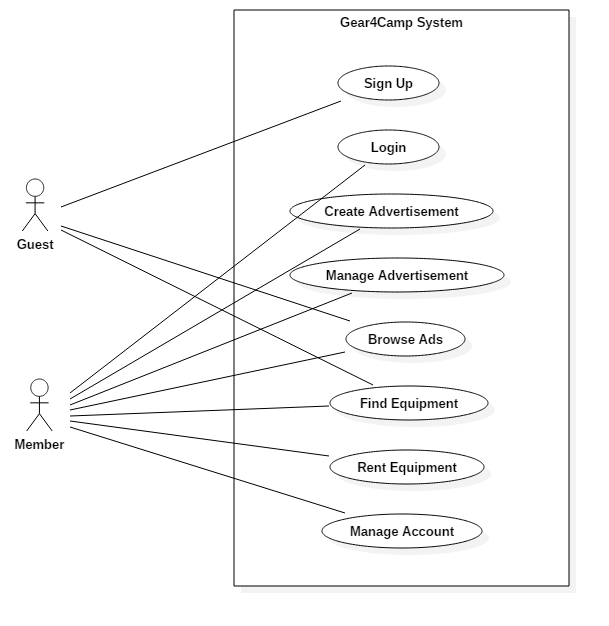 Gear4Camp System
Sign Up
Login
Create Advertisement
Manage Advertisement
Browse Ads
Find Equipment
Rent Equipment
Manage Account
Guest
Member